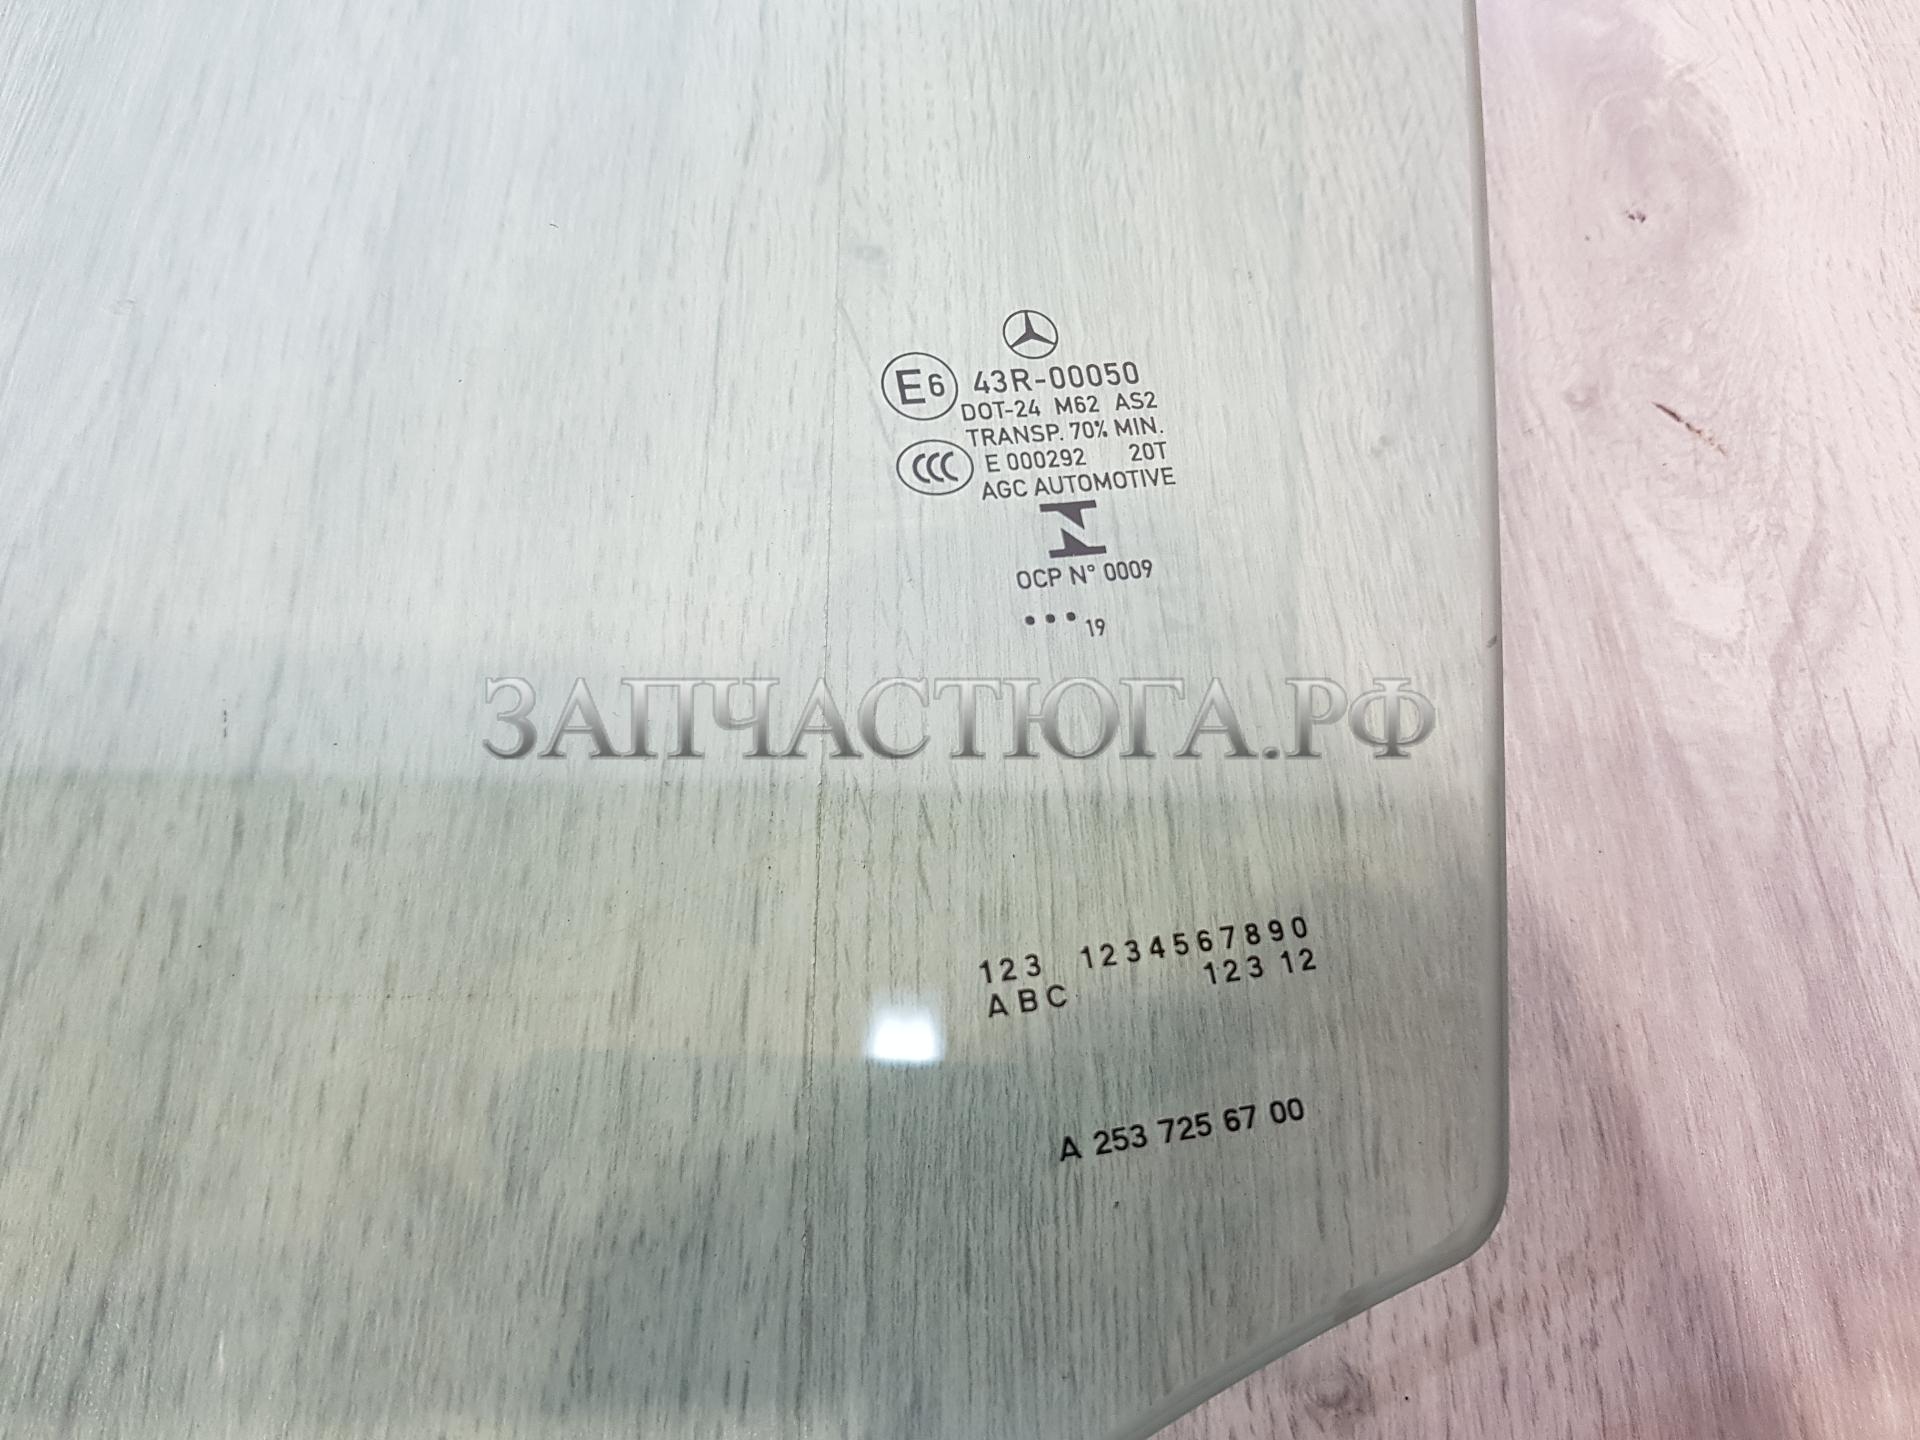 E6 43R-00050
DOT-24 M62 AS2
TRANSP. 70% MIN.
CCC E 000292 20T
AGC AUTOMOTIVE
OCP N° 0009
••• 19
ЗАПЧАСТЮГА.РФ
123 1234567890
ABC 123 12
A 253 725 67 00